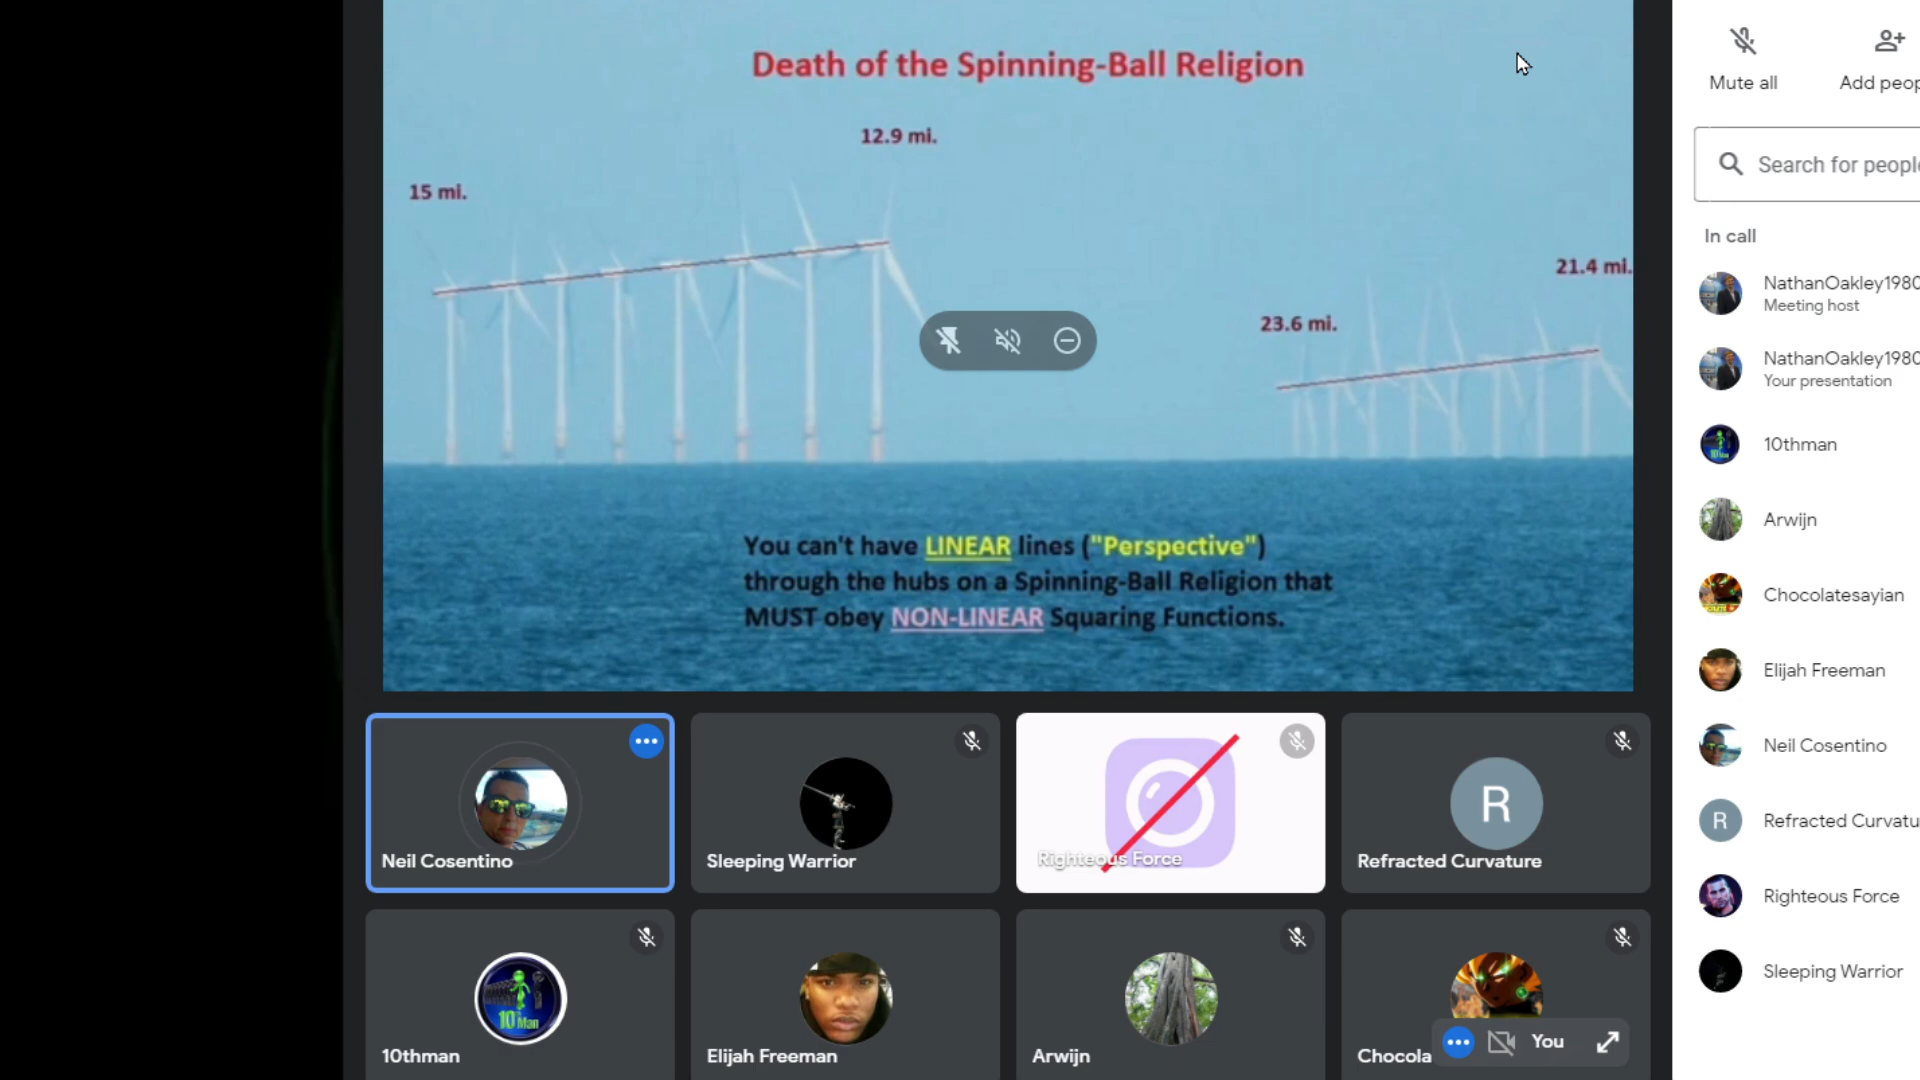 Death of the Spinning-Ball Religion
12.9 mi.
15 mi.
21.4 mi.
23.6 mi.
You can't have LINEAR lines ("Perspective")
through the hubs on a Spinning-Ball Religion that
MUST obey NON-LINEAR Squaring Functions.
Neil Cosentino
Sleeping Warrior
Righteous Force
R
Refracted Curvature
10thman
10 Man
Elijah Freeman
Arwijn
Chocola
You
Mute all
Add peop
Search for people
In call
NathanOakley1980
Meeting host
NathanOakley1980
Your presentation
10thman
Arwijn
Chocolatesayian
Elijah Freeman
Neil Cosentino
R
Refracted Curvatu
Righteous Force
Sleeping Warrior